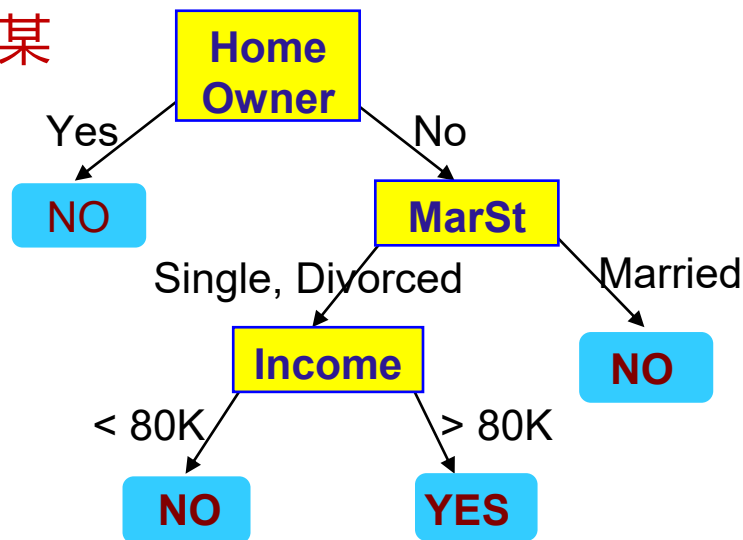 某
Home
Owner
Yes
No
NO
MarSt
Single, Divorced
Married
Income
NO
< 80K
> 80K
NO
YES